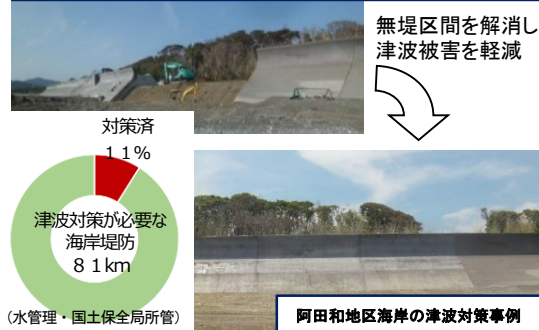 無堤区間を解消し
津波被害を軽減
対策済
11%
津波対策が必要な
海岸堤防
81km
(水管理・国土保全局所管)
阿田和地区海岸の津波対策事例